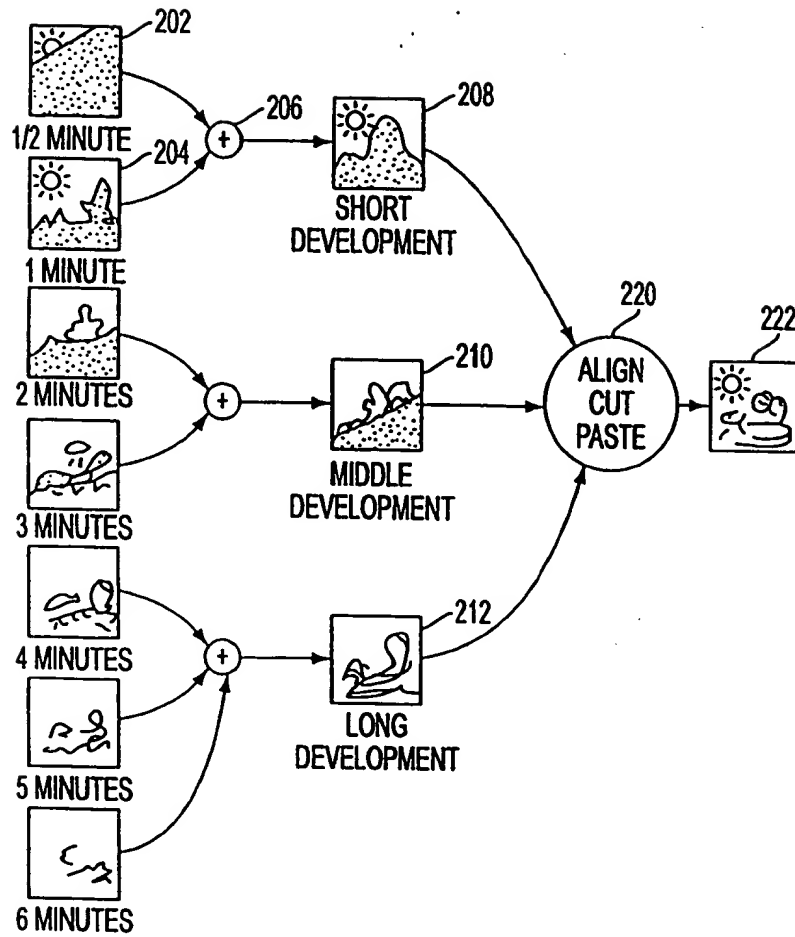 202
1/2 MINUTE
204
1 MINUTE
206
+
208
SHORT
DEVELOPMENT
2 MINUTES
3 MINUTES
+
210
MIDDLE
DEVELOPMENT
220
ALIGN
CUT
PASTE
222
4 MINUTES
5 MINUTES
6 MINUTES
+
212
LONG
DEVELOPMENT